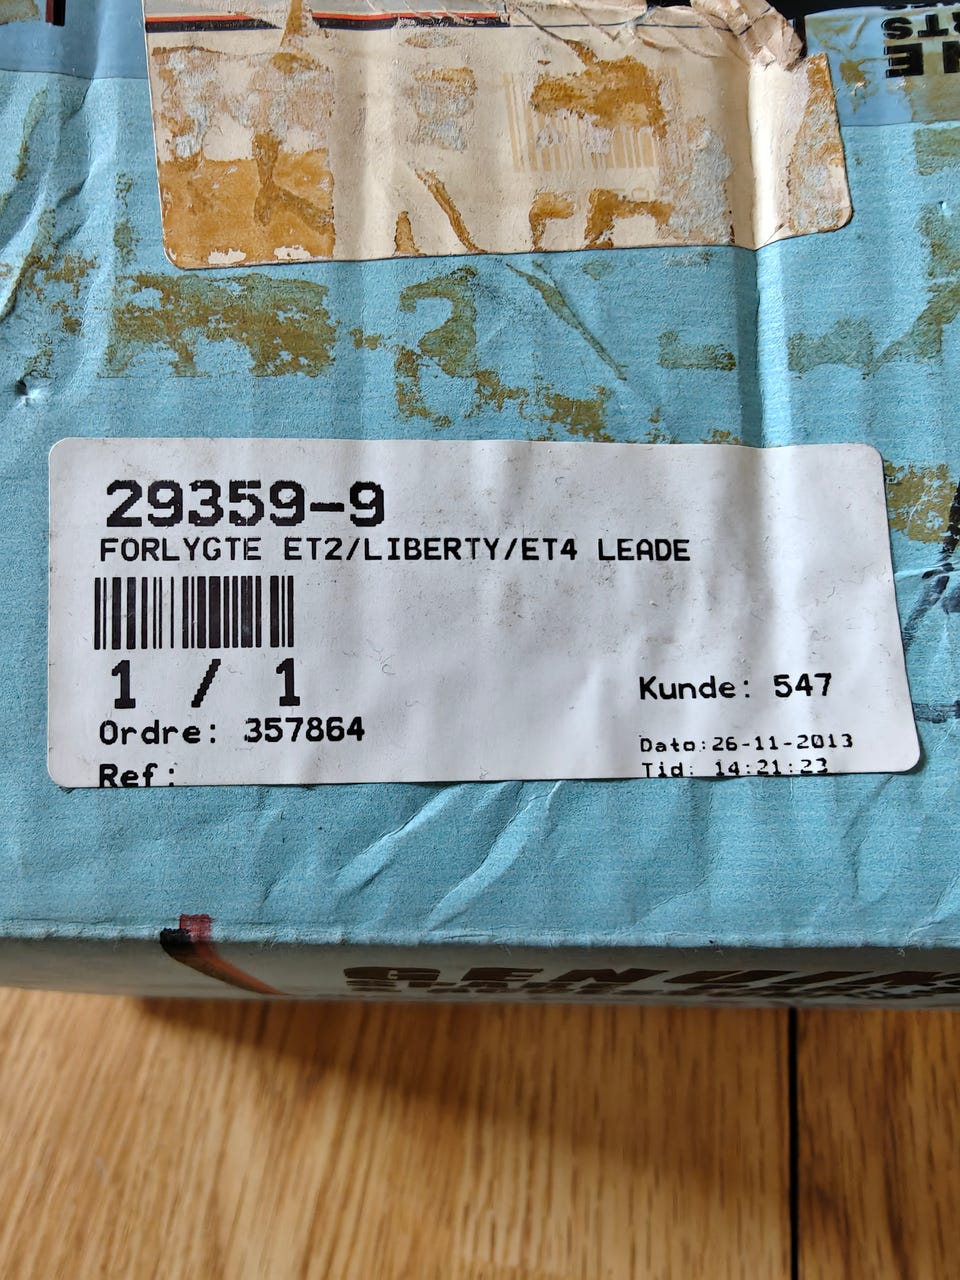 29359-9
FORLYGTE ET2/LIBERTY/ET4 LEADE
1 / 1
Ordre: 357864
Ref:
Kunde: 547
Dato:26-11-2013
Tid: 14:21:23